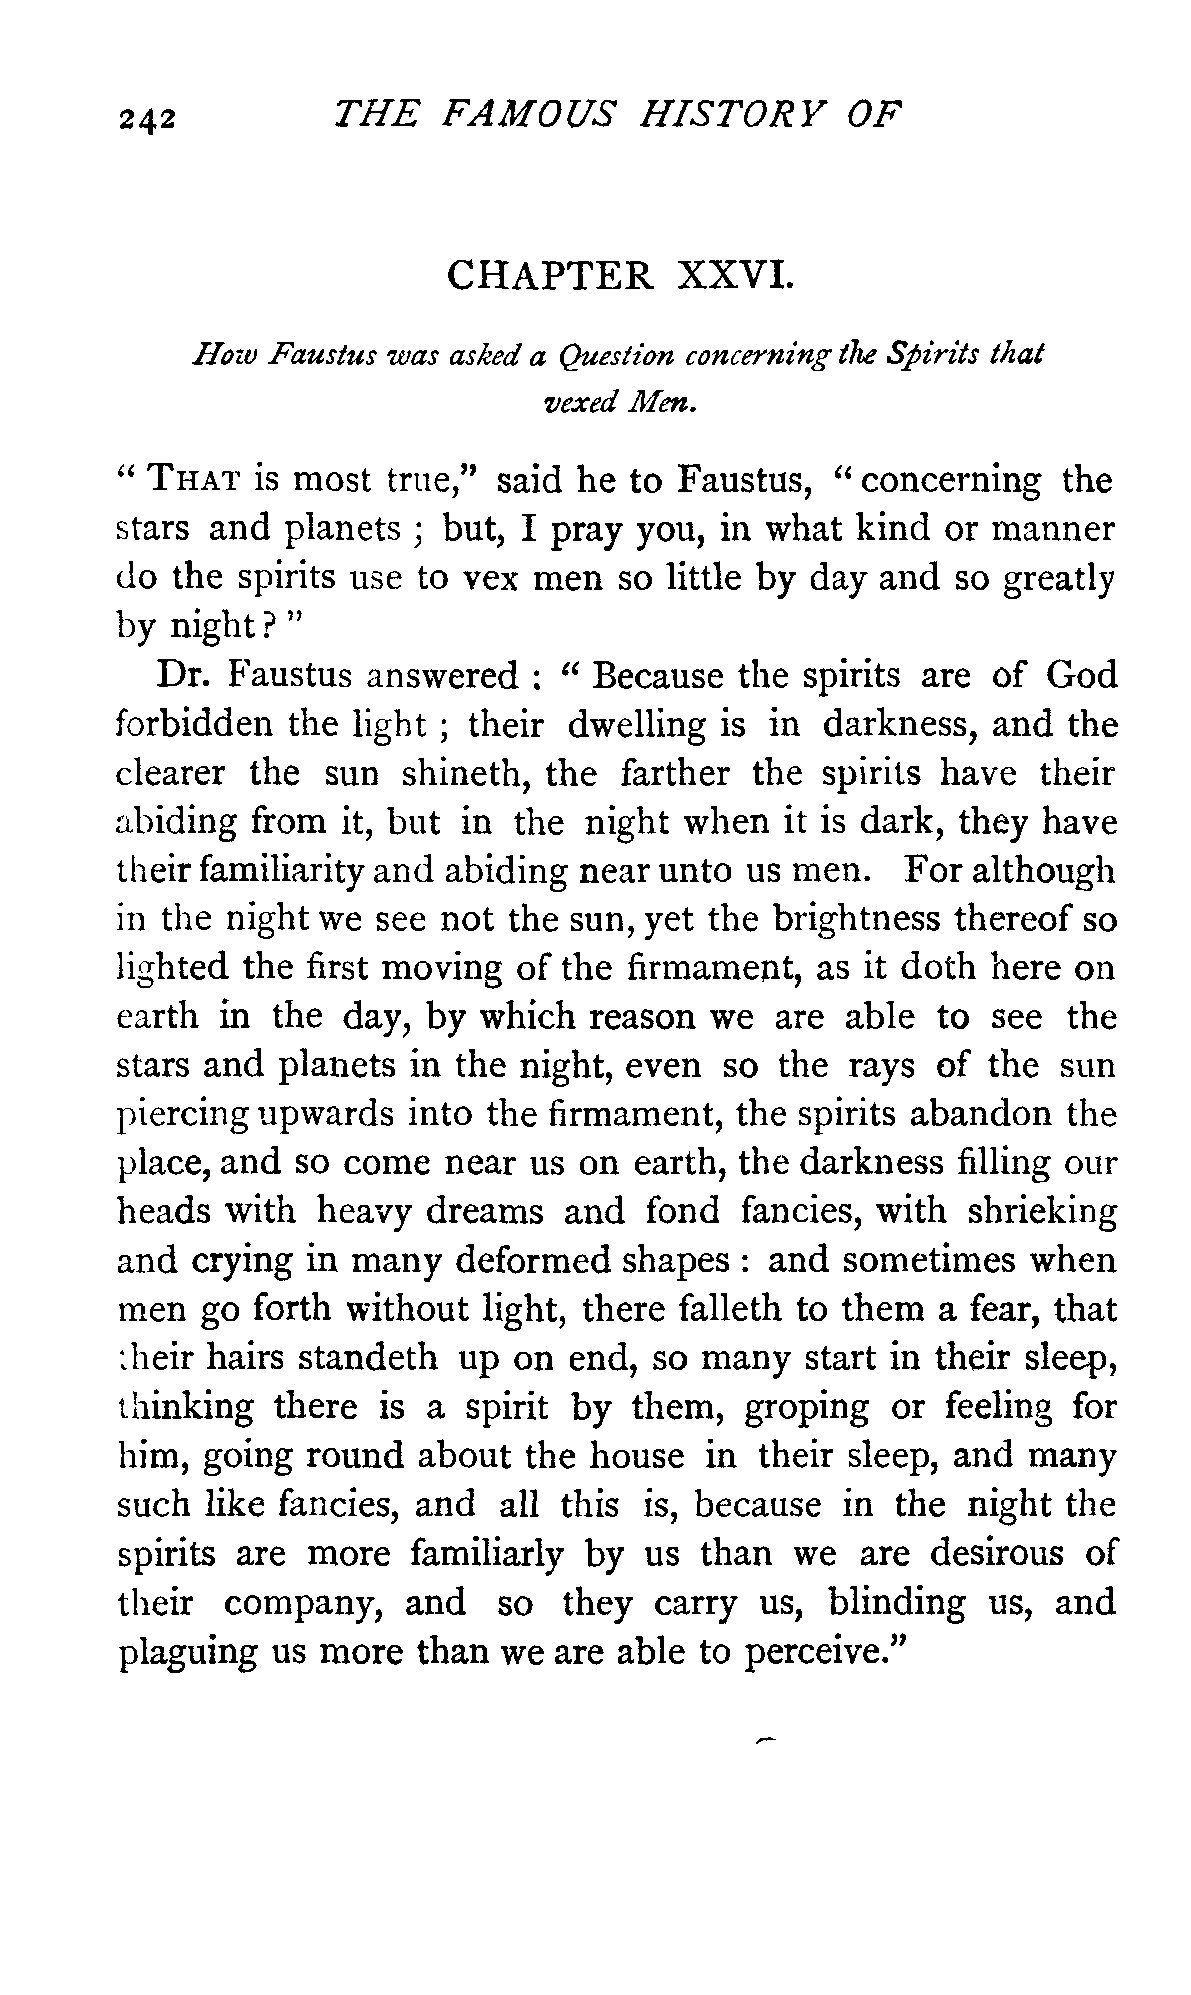 242 THE FAMOUS HISTORY OF
CHAPTER XXVI.
How Faustus was asked a Question concerning the Spirits that
vexed Men.
“ THAT is most true,” said he to Faustus, “ concerning the
stars and planets ; but, I pray you, in what kind or manner
do the spirits use to vex men so little by day and so greatly
by night ? ”
Dr. Faustus answered : “ Because the spirits are of God
forbidden the light ; their dwelling is in darkness, and the
clearer the sun shineth, the farther the spirits have their
abiding from it, but in the night when it is dark, they have
their familiarity and abiding near unto us men. For although
in the night we see not the sun, yet the brightness thereof so
lighted the first moving of the firmament, as it doth here on
earth in the day, by which reason we are able to see the
stars and planets in the night, even so the rays of the sun
piercing upwards into the firmament, the spirits abandon the
place, and so come near us on earth, the darkness filling our
heads with heavy dreams and fond fancies, with shrieking
and crying in many deformed shapes : and sometimes when
men go forth without light, there falleth to them a fear, that
their hairs standeth up on end, so many start in their sleep,
thinking there is a spirit by them, groping or feeling for
him, going round about the house in their sleep, and many
such like fancies, and all this is, because in the night the
spirits are more familiarly by us than we are desirous of
their company, and so they carry us, blinding us, and
plaguing us more than we are able to perceive.”